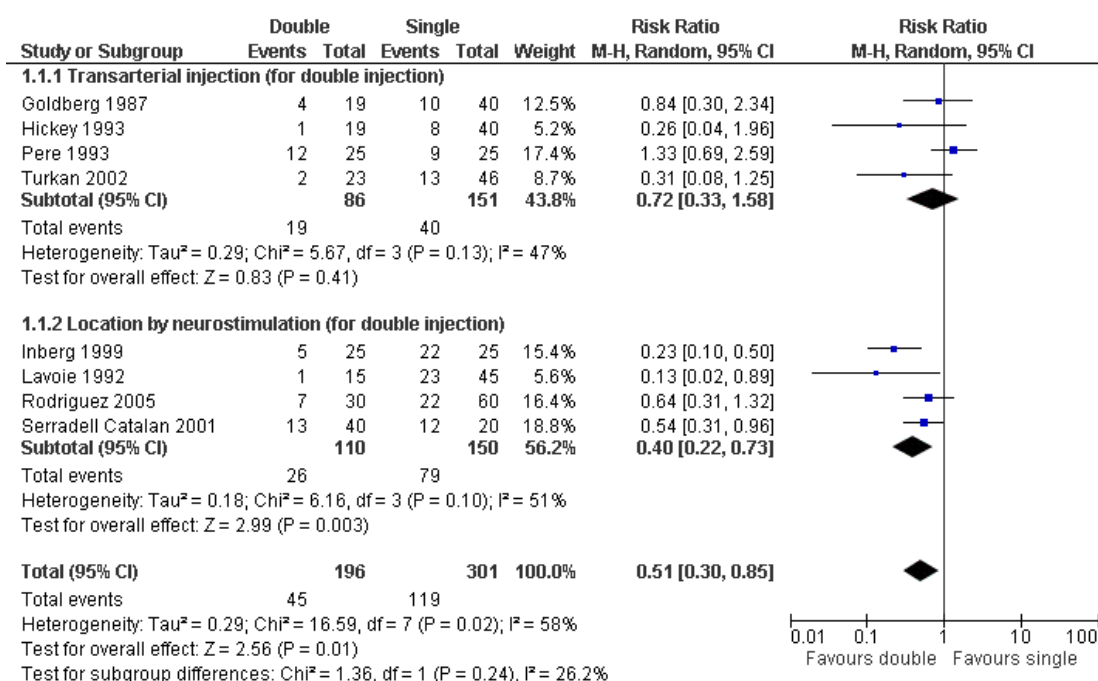 Double Single Risk Ratio Risk Ratio
Study or Subgroup Events Total Events Total Weight M-H, Random, 95% CI M-H, Random, 95% CI
1.1.1 Transarterial injection (for double injection)
Goldberg 1987 4 19 10 40 12.5% 0.84 [0.30, 2.34]
Hickey 1993 1 19 8 40 5.2% 0.26 [0.04, 1.96]
Pere 1993 12 25 9 25 17.4% 1.33 [0.69, 2.59]
Turkan 2002 2 23 13 46 8.7% 0.31 [0.08, 1.25]
Subtotal (95% CI) 86 151 43.8% 0.72 [0.33, 1.58]
Total events 19 40
Heterogeneity: Tau² = 0.29; Chi² = 5.67, df = 3 (P = 0.13); I² = 47%
Test for overall effect: Z = 0.83 (P = 0.41)
1.1.2 Location by neurostimulation (for double injection)
Inberg 1999 5 25 22 25 15.4% 0.23 [0.10, 0.50]
Lavoie 1992 1 15 23 45 5.6% 0.13 [0.02, 0.89]
Rodriguez 2005 7 30 22 60 16.4% 0.64 [0.31, 1.32]
Serradell Catalan 2001 13 40 12 20 18.8% 0.54 [0.31, 0.96]
Subtotal (95% CI) 110 150 56.2% 0.40 [0.22, 0.73]
Total events 26 79
Heterogeneity: Tau² = 0.18; Chi² = 6.16, df = 3 (P = 0.10); I² = 51%
Test for overall effect: Z = 2.99 (P = 0.003)
Total (95% CI) 196 301 100.0% 0.51 [0.30, 0.85]
Total events 45 119
Heterogeneity: Tau² = 0.29; Chi² = 16.59, df = 7 (P = 0.02); I² = 58%
Test for overall effect: Z = 2.56 (P = 0.01)
Test for subgroup differences: Chi² = 1.36, df = 1 (P = 0.24), I² = 26.2%
0.01 0.1 1 10 100
Favours double Favours single